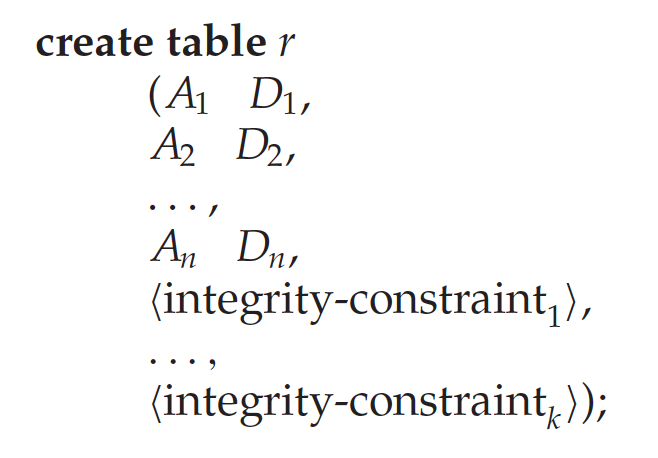 create table r
(A₁ D₁,
A₂ D₂,
. . . ,
Aₙ Dₙ,
⟨integrity-constraint₁⟩,
. . . ,
⟨integrity-constraintₖ⟩);